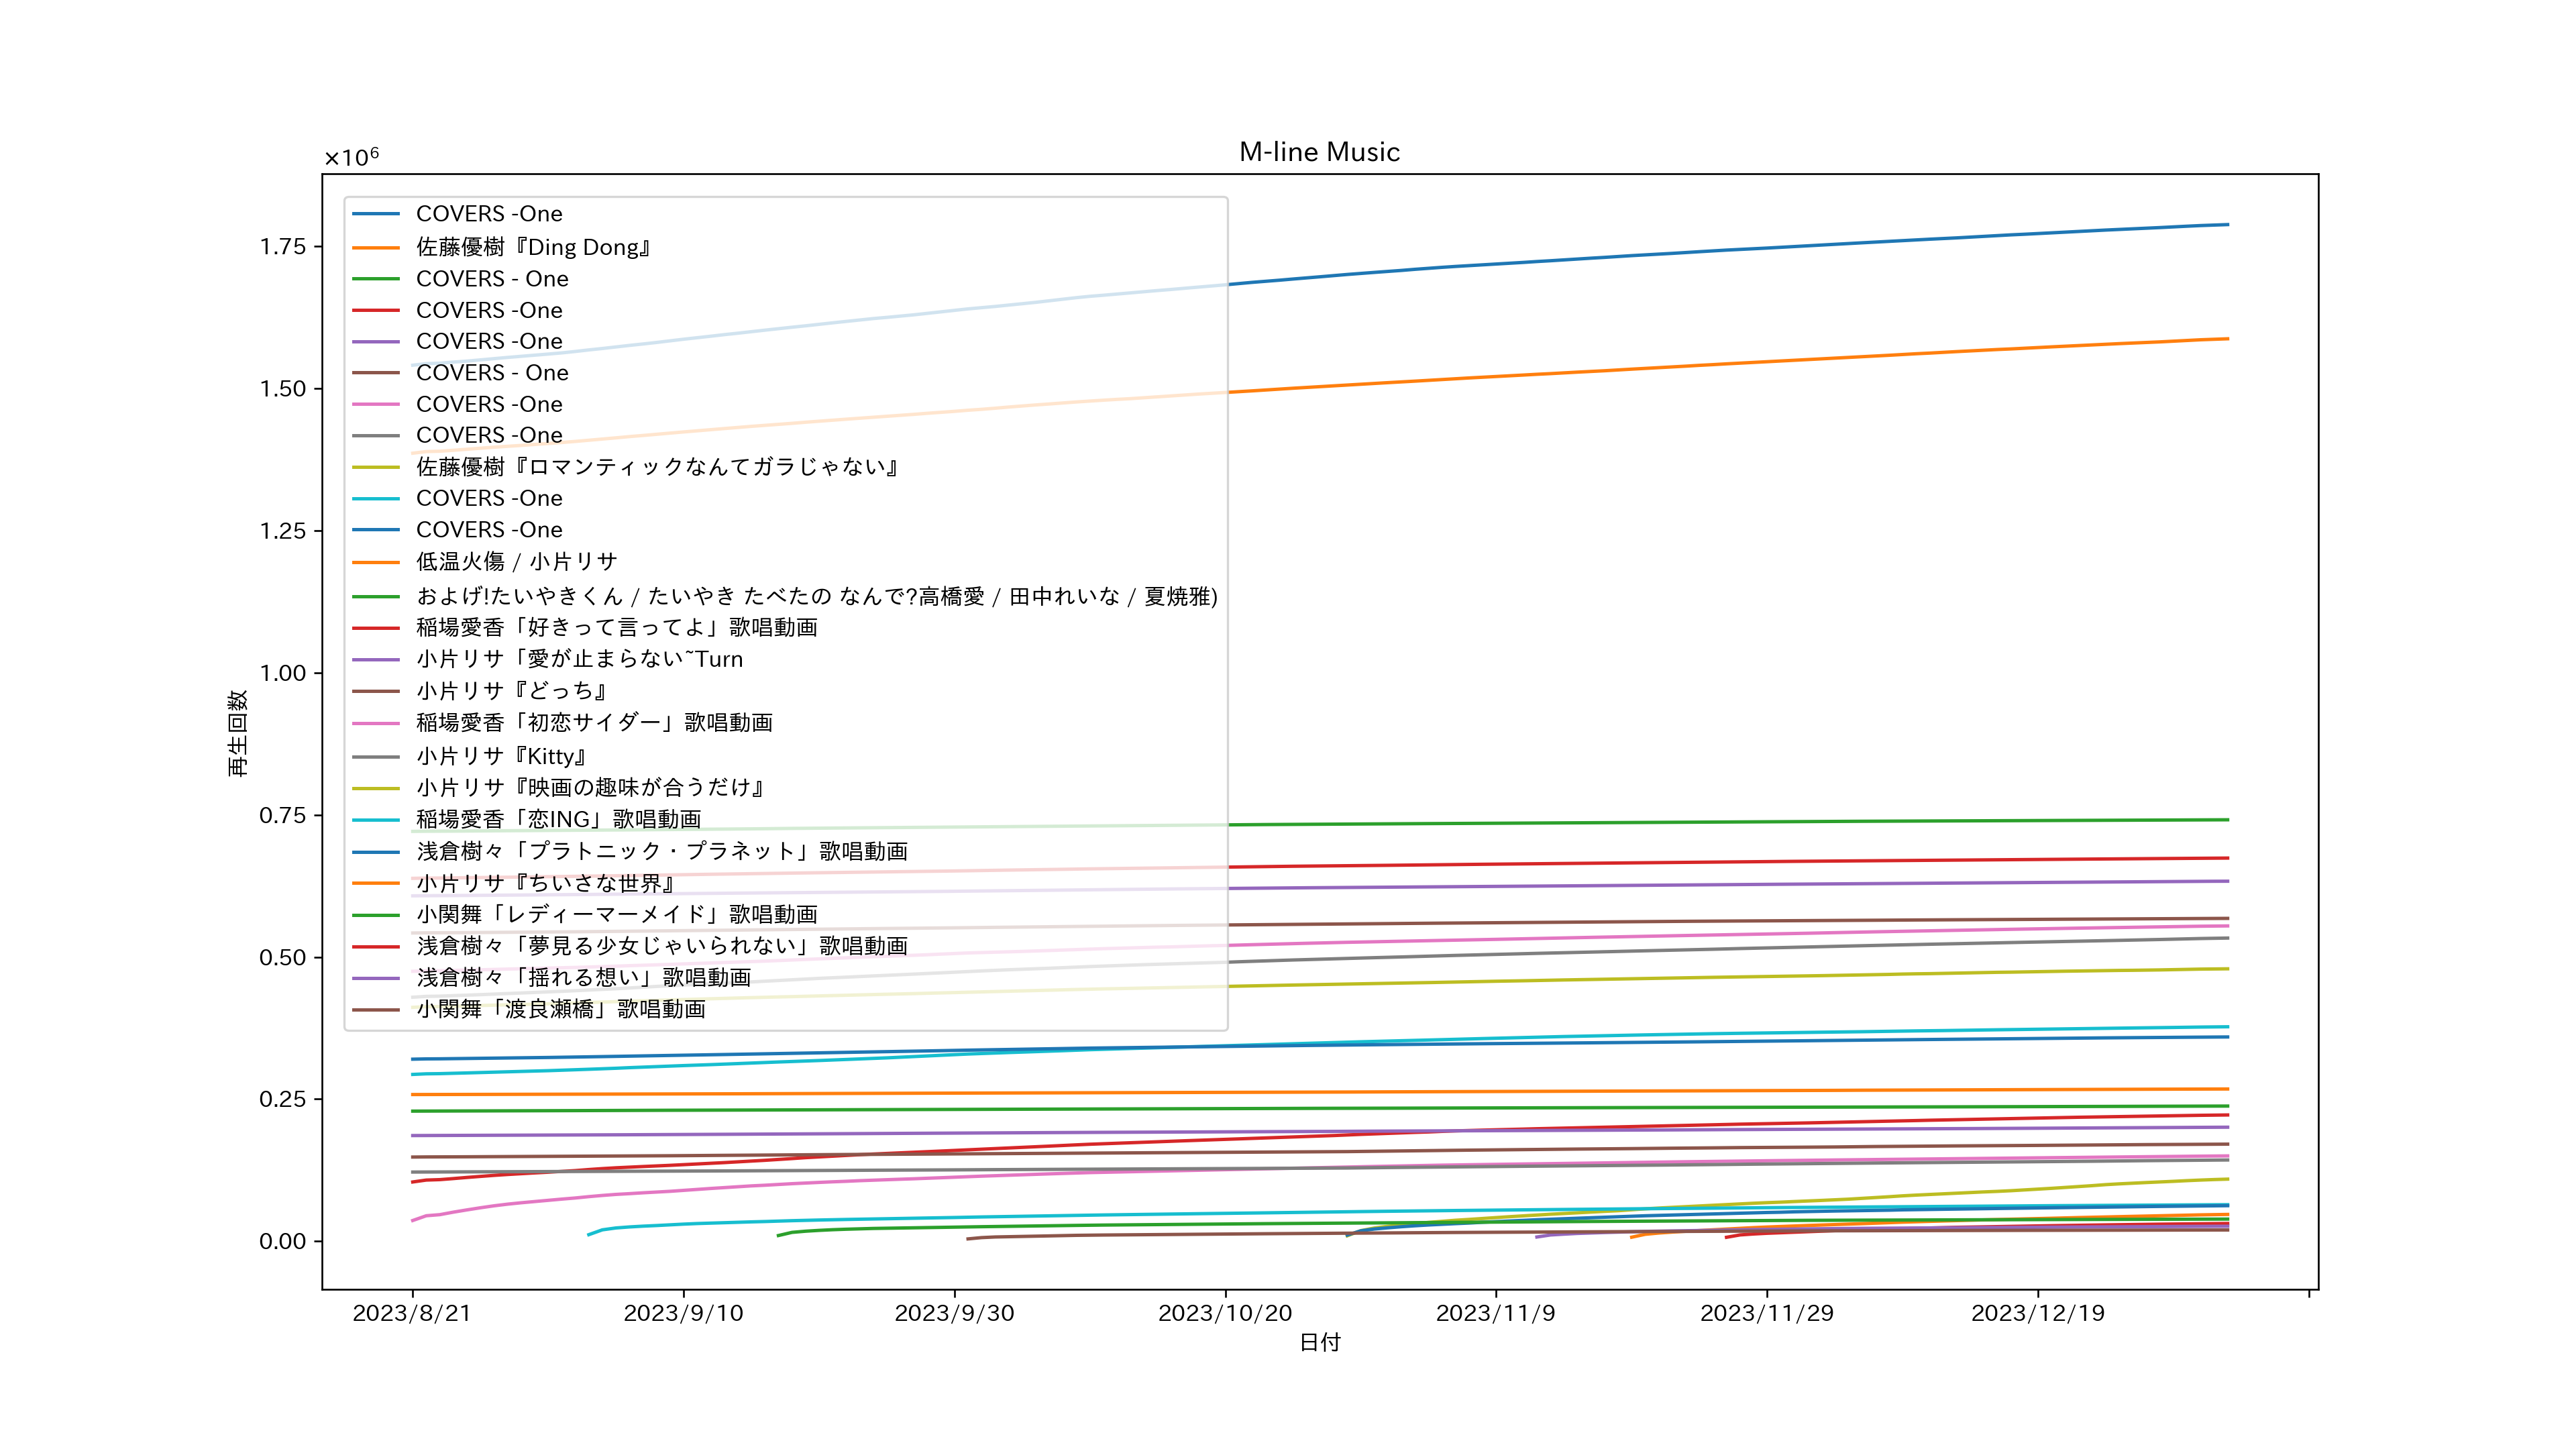 M-line Music
×10⁶
COVERS -One
佐藤優樹『Ding Dong』
COVERS - One
COVERS -One
COVERS -One
COVERS - One
COVERS -One
COVERS -One
佐藤優樹『ロマンティックなんてガラじゃない』
COVERS -One
COVERS -One
低温火傷 / 小片リサ
およげ!たいやきくん / たいやき たべたの なんで?高橋愛 / 田中れいな / 夏焼雅)
稲場愛香「好きって言ってよ」歌唱動画
小片リサ「愛が止まらない~Turn
小片リサ『どっち』
稲場愛香「初恋サイダー」歌唱動画
小片リサ『Kitty』
小片リサ『映画の趣味が合うだけ』
稲場愛香「恋ING」歌唱動画
浅倉樹々「プラトニック・プラネット」歌唱動画
小片リサ『ちいさな世界』
小関舞「レディーマーメイド」歌唱動画
浅倉樹々「夢見る少女じゃいられない」歌唱動画
浅倉樹々「揺れる想い」歌唱動画
小関舞「渡良瀬橋」歌唱動画
1.75
1.50
1.25
1.00
0.75
0.50
0.25
0.00
再生回数
2023/8/21
2023/9/10
2023/9/30
2023/10/20
2023/11/9
2023/11/29
2023/12/19
日付